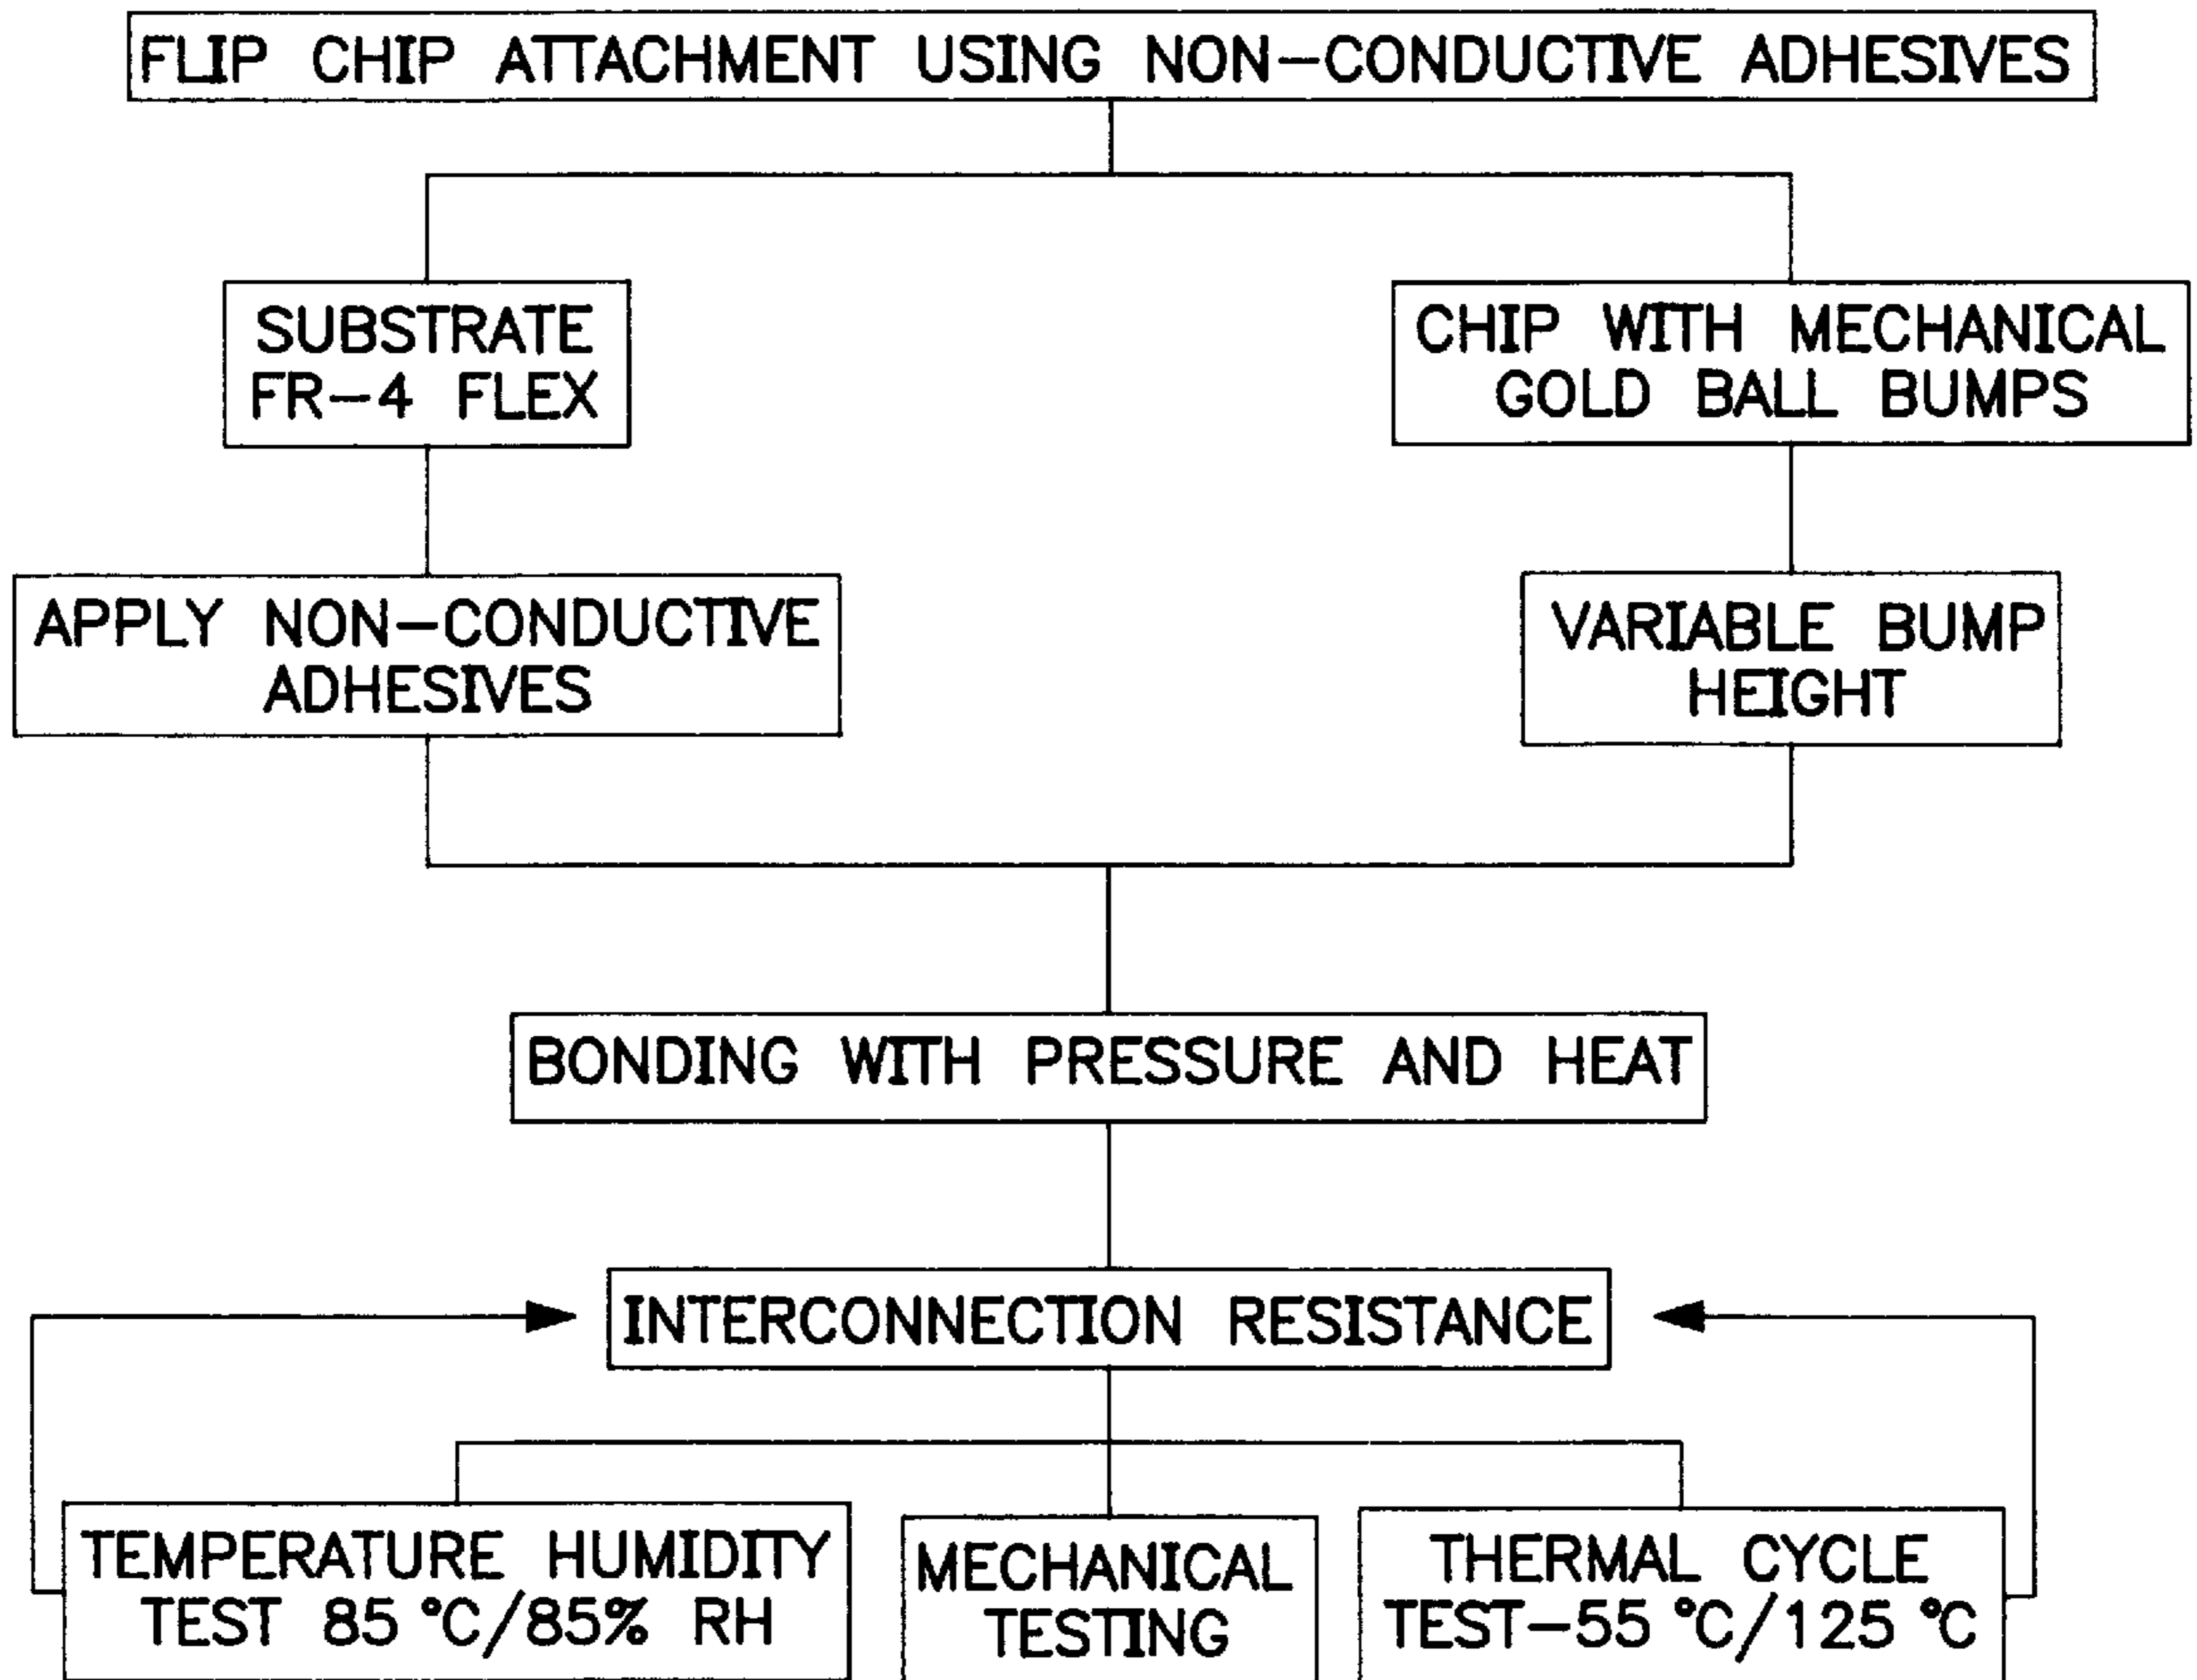 FLIP CHIP ATTACHMENT USING NON-CONDUCTIVE ADHESIVES
SUBSTRATE
FR-4 FLEX
CHIP WITH MECHANICAL
GOLD BALL BUMPS
APPLY NON-CONDUCTIVE
ADHESIVES
VARIABLE BUMP
HEIGHT
BONDING WITH PRESSURE AND HEAT
INTERCONNECTION RESISTANCE
TEMPERATURE HUMIDITY
TEST 85 °C/85% RH
MECHANICAL
TESTING
THERMAL CYCLE
TEST-55 °C/125 °C